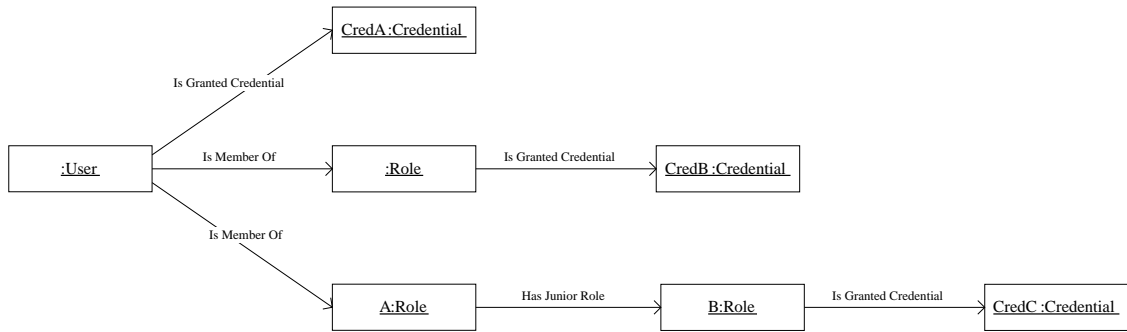 CredA:Credential
Is Granted Credential
:User
Is Member Of
:Role
Is Granted Credential
CredB:Credential
Is Member Of
A:Role
Has Junior Role
B:Role
Is Granted Credential
CredC:Credential